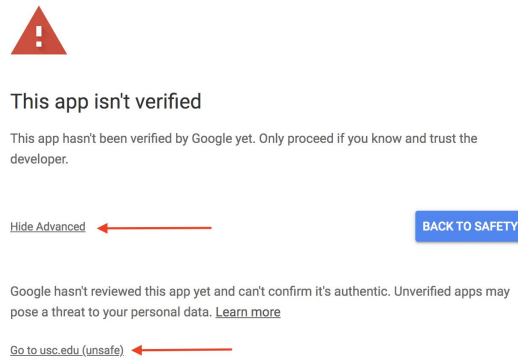 This app isn't verified
This app hasn't been verified by Google yet. Only proceed if you know and trust the
developer.
Hide Advanced
BACK TO SAFETY
Google hasn't reviewed this app yet and can't confirm it's authentic. Unverified apps may
pose a threat to your personal data. Learn more
Go to usc.edu (unsafe)